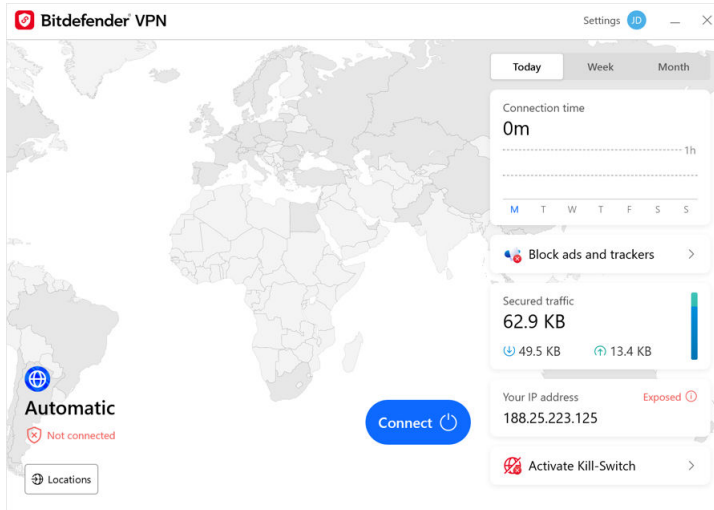 Bitdefender® VPN
Settings JD
Today Week Month
Connection time
0m
1h
M T W T F S S
Block ads and trackers
Secured traffic
62.9 KB
49.5 KB 13.4 KB
Your IP address Exposed
188.25.223.125
Activate Kill-Switch
Automatic
Not connected
Connect
Locations